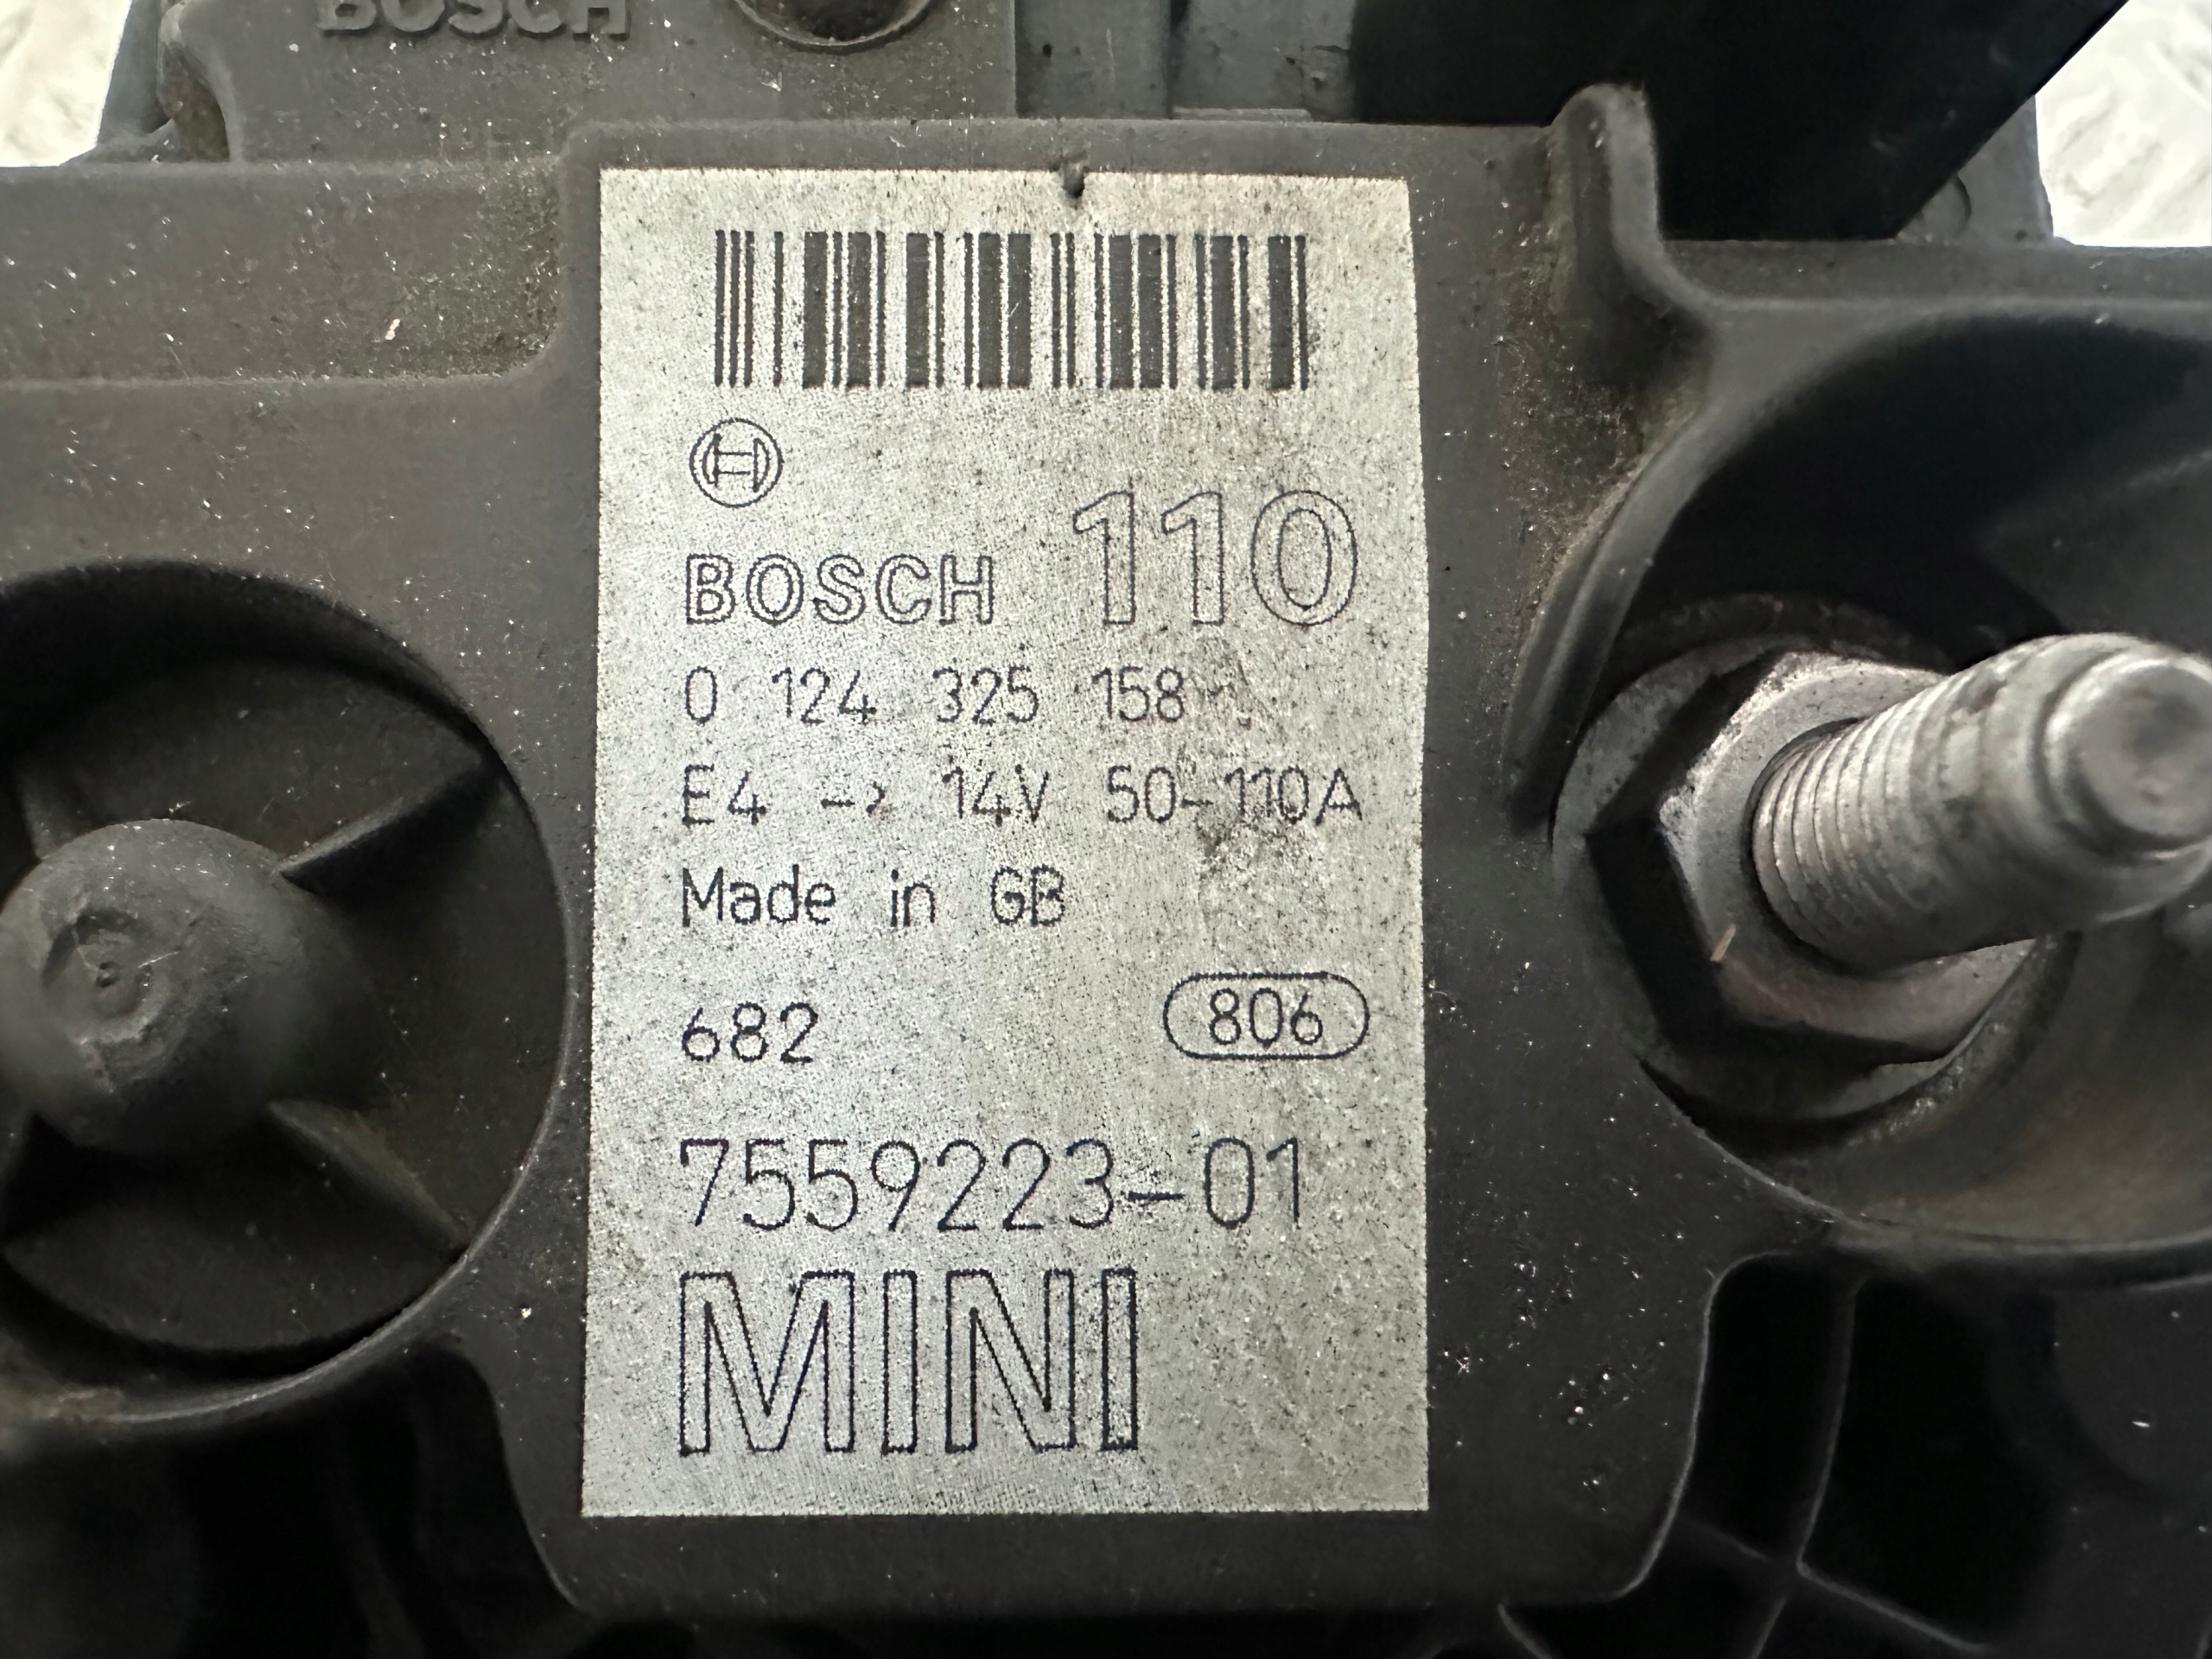 BOSCH
BOSCH 110
0 124 325 158
E4 -> 14V 50-110A
Made in GB
682 806
7559223-01
MINI